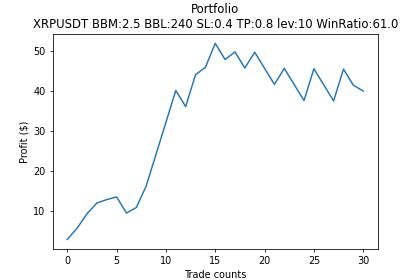 Portfolio
XRPUSDT BBM:2.5 BBL:240 SL:0.4 TP:0.8 lev:10 WinRatio:61.0
50
40
30
20
10
Profit ($)
0 5 10 15 20 25 30
Trade counts